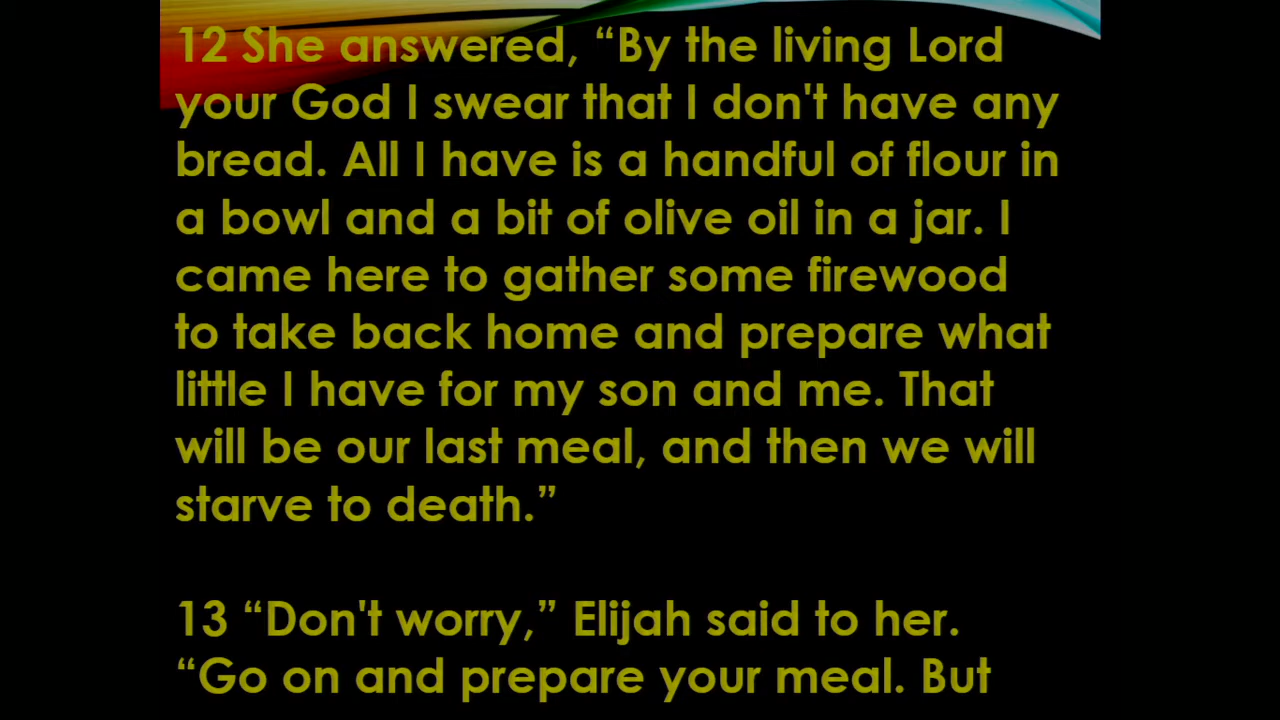 12 She answered, “By the living Lord
your God I swear that I don't have any
bread. All I have is a handful of flour in
a bowl and a bit of olive oil in a jar. I
came here to gather some firewood
to take back home and prepare what
little I have for my son and me. That
will be our last meal, and then we will
starve to death.”
13 “Don't worry,” Elijah said to her.
“Go on and prepare your meal. But